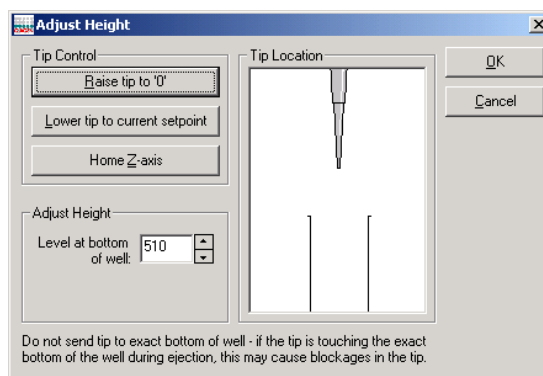 Adjust Height
Tip Control
Raise tip to '0'
Lower tip to current setpoint
Home Z-axis
Adjust Height
Level at bottom
of well:
510
Tip Location
OK
Cancel
Do not send tip to exact bottom of well - if the tip is touching the exact
bottom of the well during ejection, this may cause blockages in the tip.